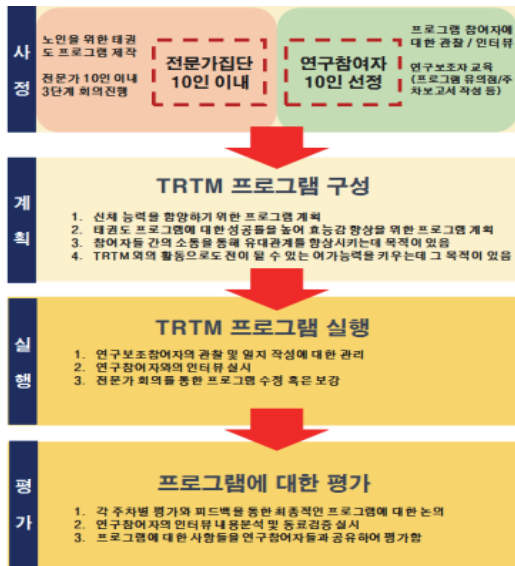 사정
노인을 위한 태권
도 프로그램 제작
전문가 10인 이내
3단계 회의진행
전문가집단
10인 이내
연구참여자
10인 선정
프로그램 참여자에
대한 관찰 / 인터뷰
연구보조자 교육
(프로그램 유의점/주
차보고서 작성 등)
계획
TRTM 프로그램 구성
1. 신체 능력을 함양하기 위한 프로그램 계획
2. 태권도 프로그램에 대한 성공률을 높여 효능감 향상을 위한 프로그램 계획
3. 참여자들 간의 소통을 통해 유대관계를 향상시키는데 목적이 있음
4. TRTM 외의 활동으로도 전이 될 수 있는 여가능력을 키우는데 그 목적이 있음
실행
TRTM 프로그램 실행
1. 연구보조참여자의 관찰 및 일지 작성에 대한 관리
2. 연구참여자와의 인터뷰 실시
3. 전문가 회의를 통한 프로그램 수정 혹은 보강
평가
프로그램에 대한 평가
1. 각 주차별 평가와 피드백을 통한 최종적인 프로그램에 대한 논의
2. 연구참여자의 인터뷰 내용분석 및 동료검증 실시
3. 프로그램에 대한 사항들을 연구참여자들과 공유하여 평가함